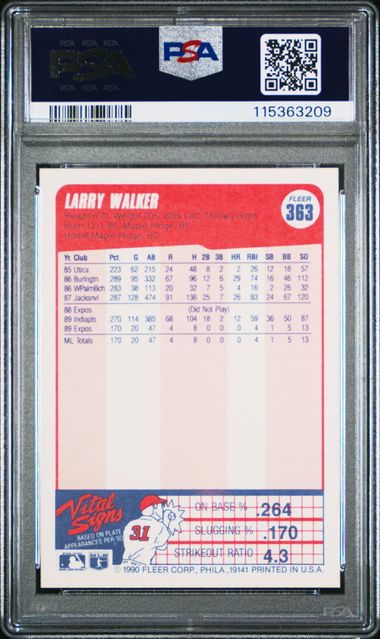 PSA
PSA
115363209
LARRY WALKER
FLEER
363
Height 6'2", Weight 205, Bats Left, Throws Right
Born 12-1-66, Maple Ridge, BC
Home Maple Ridge, BC
Yr. Club Pct. G AB R H 2B 3B HR RBI SB BB SO
85 Utica .223 62 215 24 48 8 2 2 26 12 18 57
86 Burlngtn .289 95 332 67 96 12 6 29 74 16 46 112
86 WPalmBch .283 38 113 20 32 7 5 4 16 2 26 32
87 Jacksnvl .287 128 474 91 136 25 7 26 83 24 67 120
88 Expos (Did Not Play)
89 Indiapls .270 114 385 68 104 18 2 12 59 36 50 87
89 Expos .170 20 47 4 8 0 0 0 4 1 5 13
ML Totals .170 20 47 4 8 0 0 0 4 1 5 13
Vital
Signs
BASED ON PLATE
APPEARANCES PER SO
31
ON BASE % .264
SLUGGING % .170
STRIKEOUT RATIO 4.3
© 1990 FLEER CORP., PHILA., 19141 PRINTED IN U.S.A.